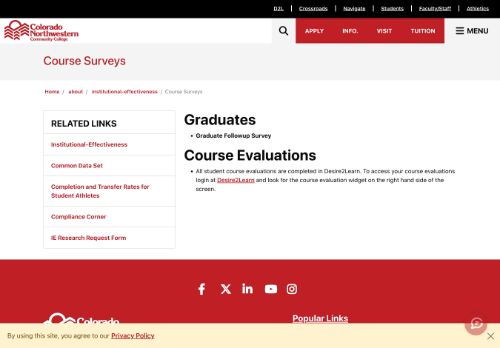 D2L | Crossroads | Navigate | Students | Faculty/Staff | Athletics
Colorado
Northwestern
Community College
APPLY INFO. VISIT TUITION MENU
Course Surveys
Home / about / institutional-effectiveness / Course Surveys
RELATED LINKS
Institutional-Effectiveness
Common Data Set
Completion and Transfer Rates for
Student Athletes
Compliance Corner
IE Research Request Form
Graduates
• Graduate Followup Survey
Course Evaluations
• All student course evaluations are completed in Desire2Learn. To access your course evaluations
login at Desire2Learn and look for the course evaluation widget on the right hand side of the
screen.
Colorado
Popular Links
By using this site, you agree to our Privacy Policy